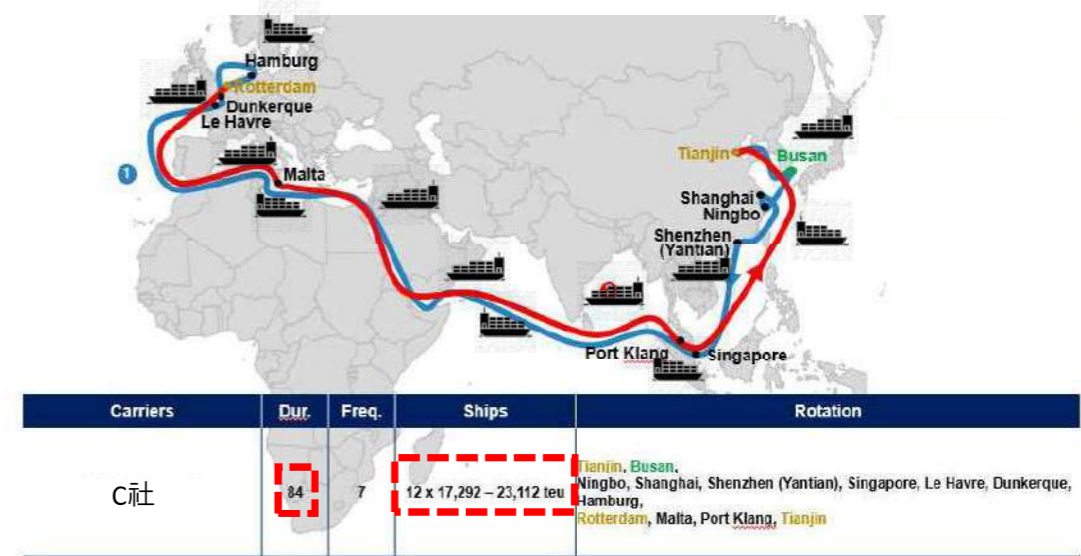 Hamburg
Rotterdam
Dunkerque
Le Havre
1
Malta
Tianjin
Busan
Shanghai
Ningbo
Shenzhen
(Yantian)
Port Klang
Singapore
Carriers Dur. Freq. Ships Rotation
C社 84 7 12 x 17,292 – 23,112 teu
Tianjin, Busan,
Ningbo, Shanghai, Shenzhen (Yantian), Singapore, Le Havre, Dunkerque,
Hamburg,
Rotterdam, Malta, Port Klang, Tianjin